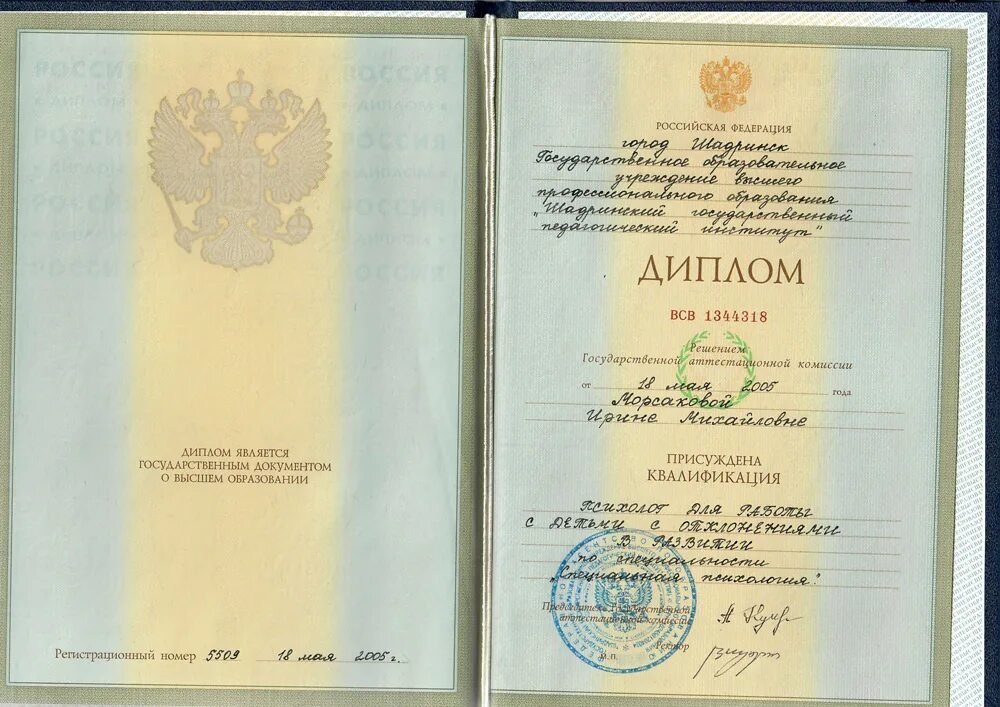 РОССИЯ РОССИЯ
ДИПЛОМ ЯВЛЯЕТСЯ
ГОСУДАРСТВЕННЫМ ДОКУМЕНТОМ
О ВЫСШЕМ ОБРАЗОВАНИИ
Регистрационный номер 5509 18 мая 2005 г.
РОССИЙСКАЯ ФЕДЕРАЦИЯ
город Шадринск
Государственное образовательное
учреждение высшего
профессионального образования
"Шадринский государственный
педагогический институт"
ДИПЛОМ
ВСВ 1344318
Решением
Государственной аттестационной комиссии
от 18 мая 2005 года
Морсаковой
Ирине Михайловне
ПРИСУЖДЕНА
КВАЛИФИКАЦИЯ
ПСИХОЛОГ ДЛЯ РАБОТЫ
С ДЕТЬМИ С ОТКЛОНЕНИЯМИ
В РАЗВИТИИ
по специальности
"Специальная психология".
Председатель Государственной
аттестационной комиссии
Ректор
М.П.